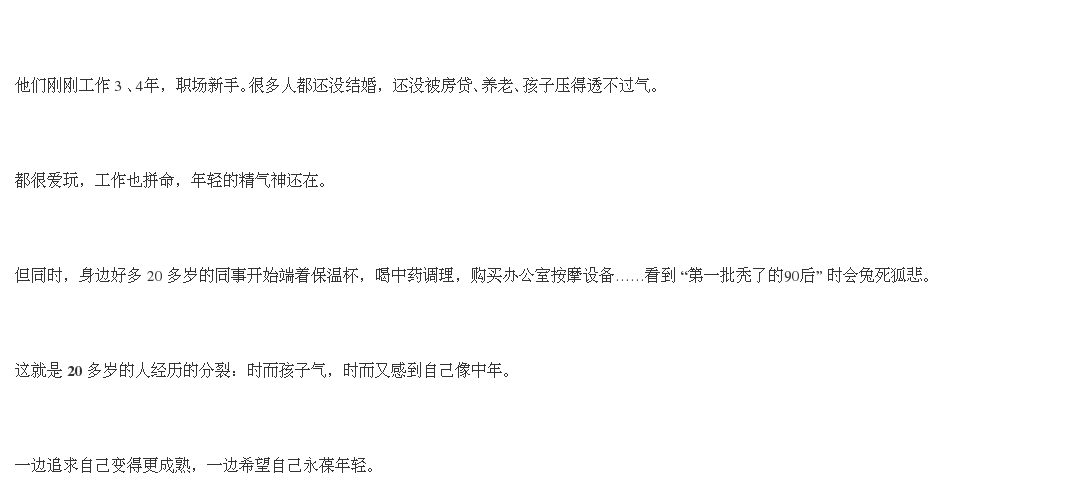 他们刚刚工作 3 、4年，职场新手。很多人都还没结婚，还没被房贷、养老、孩子压得透不过气。
都很爱玩，工作也拼命，年轻的精气神还在。
但同时，身边好多 20 多岁的同事开始端着保温杯，喝中药调理，购买办公室按摩设备……看到 “第一批秃了的90后” 时会兔死狐悲。
这就是 20 多岁的人经历的分裂：时而孩子气，时而又感到自己像中年。
一边追求自己变得更成熟，一边希望自己永葆年轻。